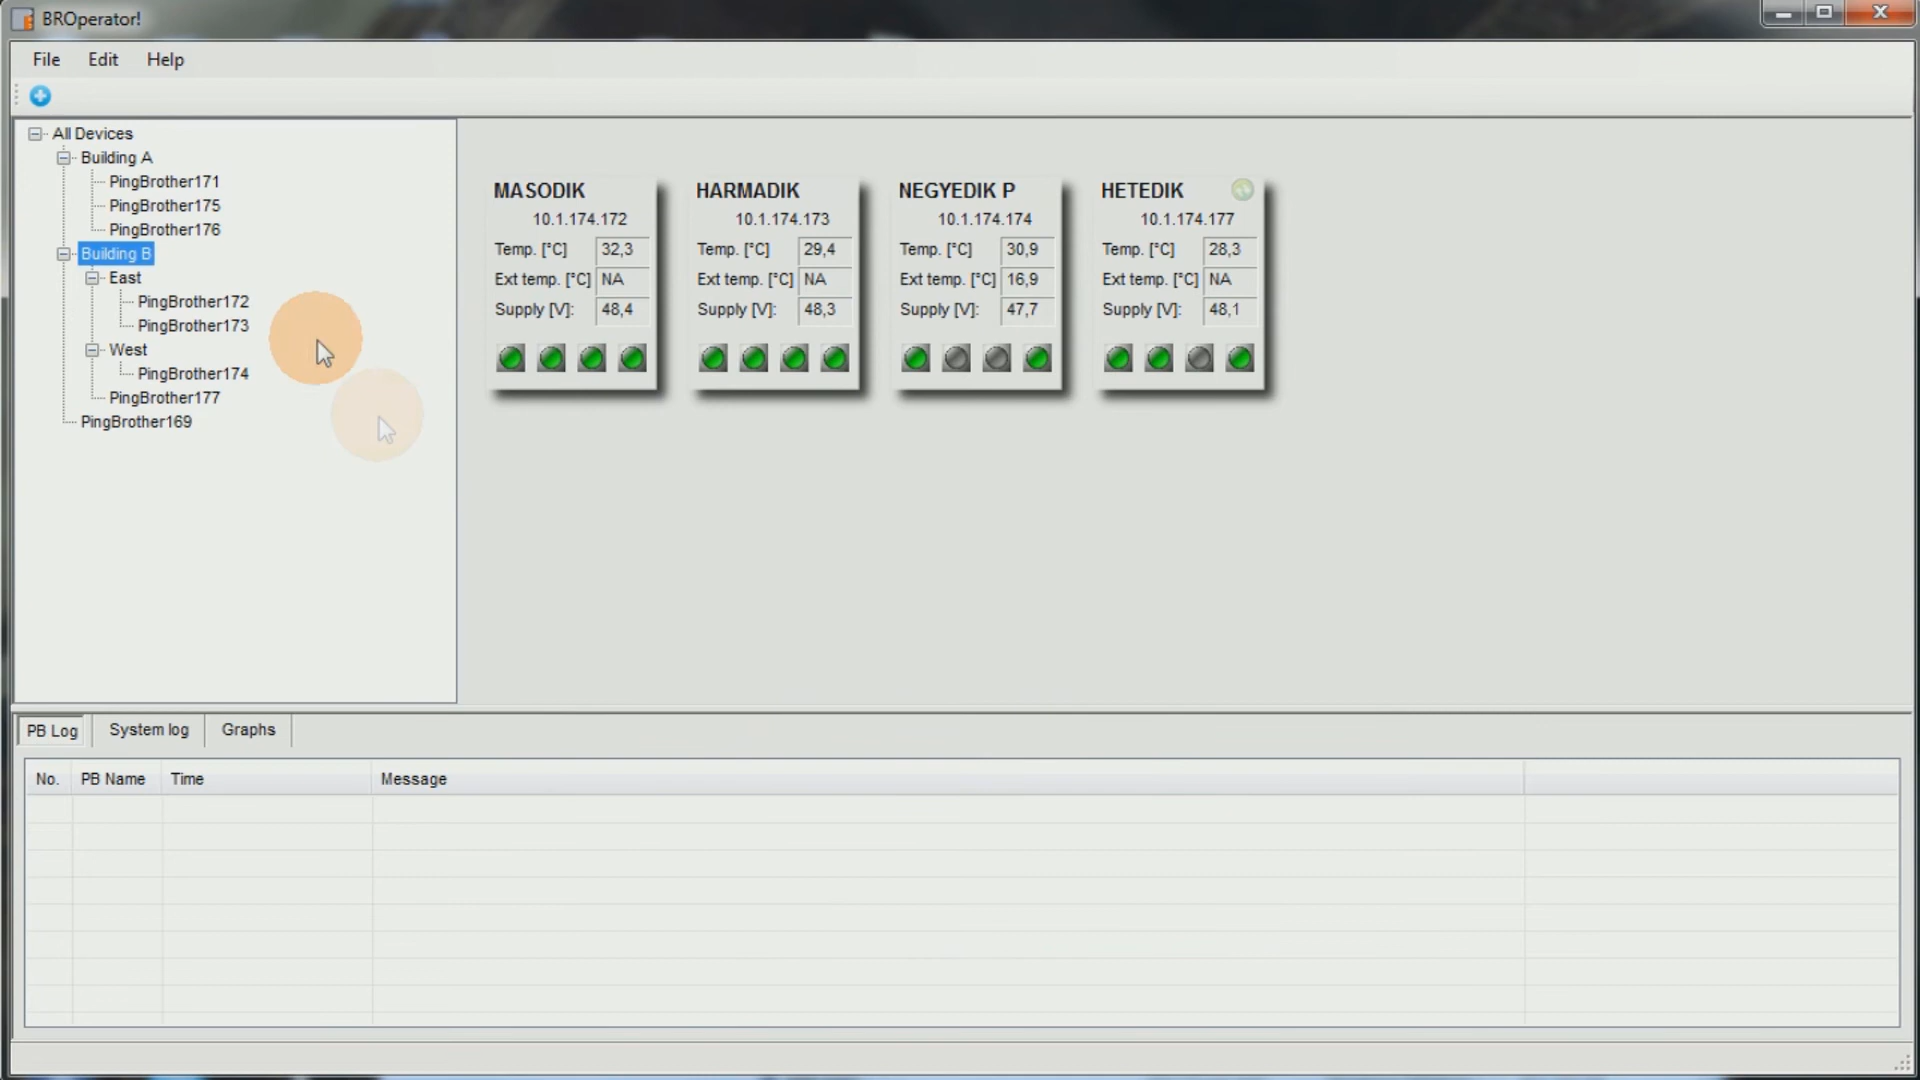 BROperator!
File Edit Help
All Devices
Building A
PingBrother171
PingBrother175
PingBrother176
Building B
East
PingBrother172
PingBrother173
West
PingBrother174
PingBrother177
PingBrother169
MASODIK
10.1.174.172
Temp. [°C] 32,3
Ext temp. [°C] NA
Supply [V]: 48,4
HARMADIK
10.1.174.173
Temp. [°C] 29,4
Ext temp. [°C] NA
Supply [V]: 48,3
NEGYEDIK P
10.1.174.174
Temp. [°C] 30,9
Ext temp. [°C] 16,9
Supply [V]: 47,7
HETEDIK
10.1.174.177
Temp. [°C] 28,3
Ext temp. [°C] NA
Supply [V]: 48,1
PB Log System log Graphs
No. PB Name Time Message